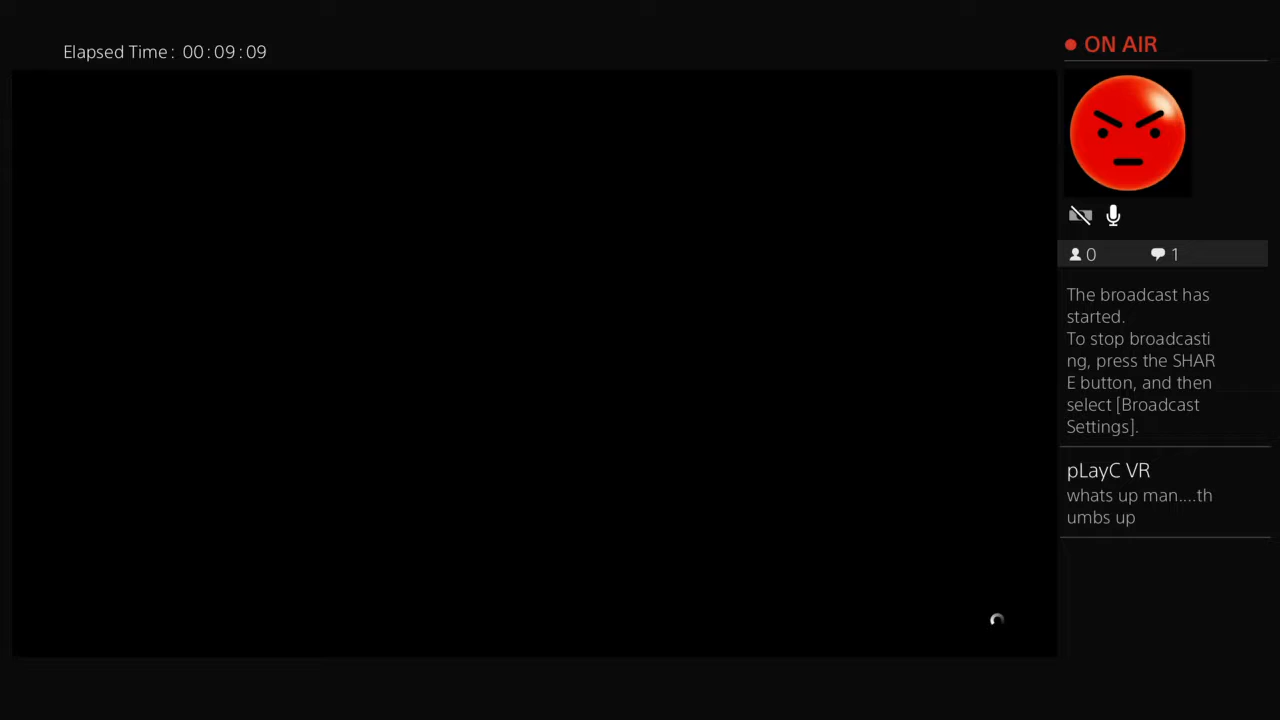 Elapsed Time: 00:09:09
ON AIR
0 1
The broadcast has
started.
To stop broadcasti
ng, press the SHAR
E button, and then
select [Broadcast
Settings].
pLayC VR
whats up man....th
umbs up